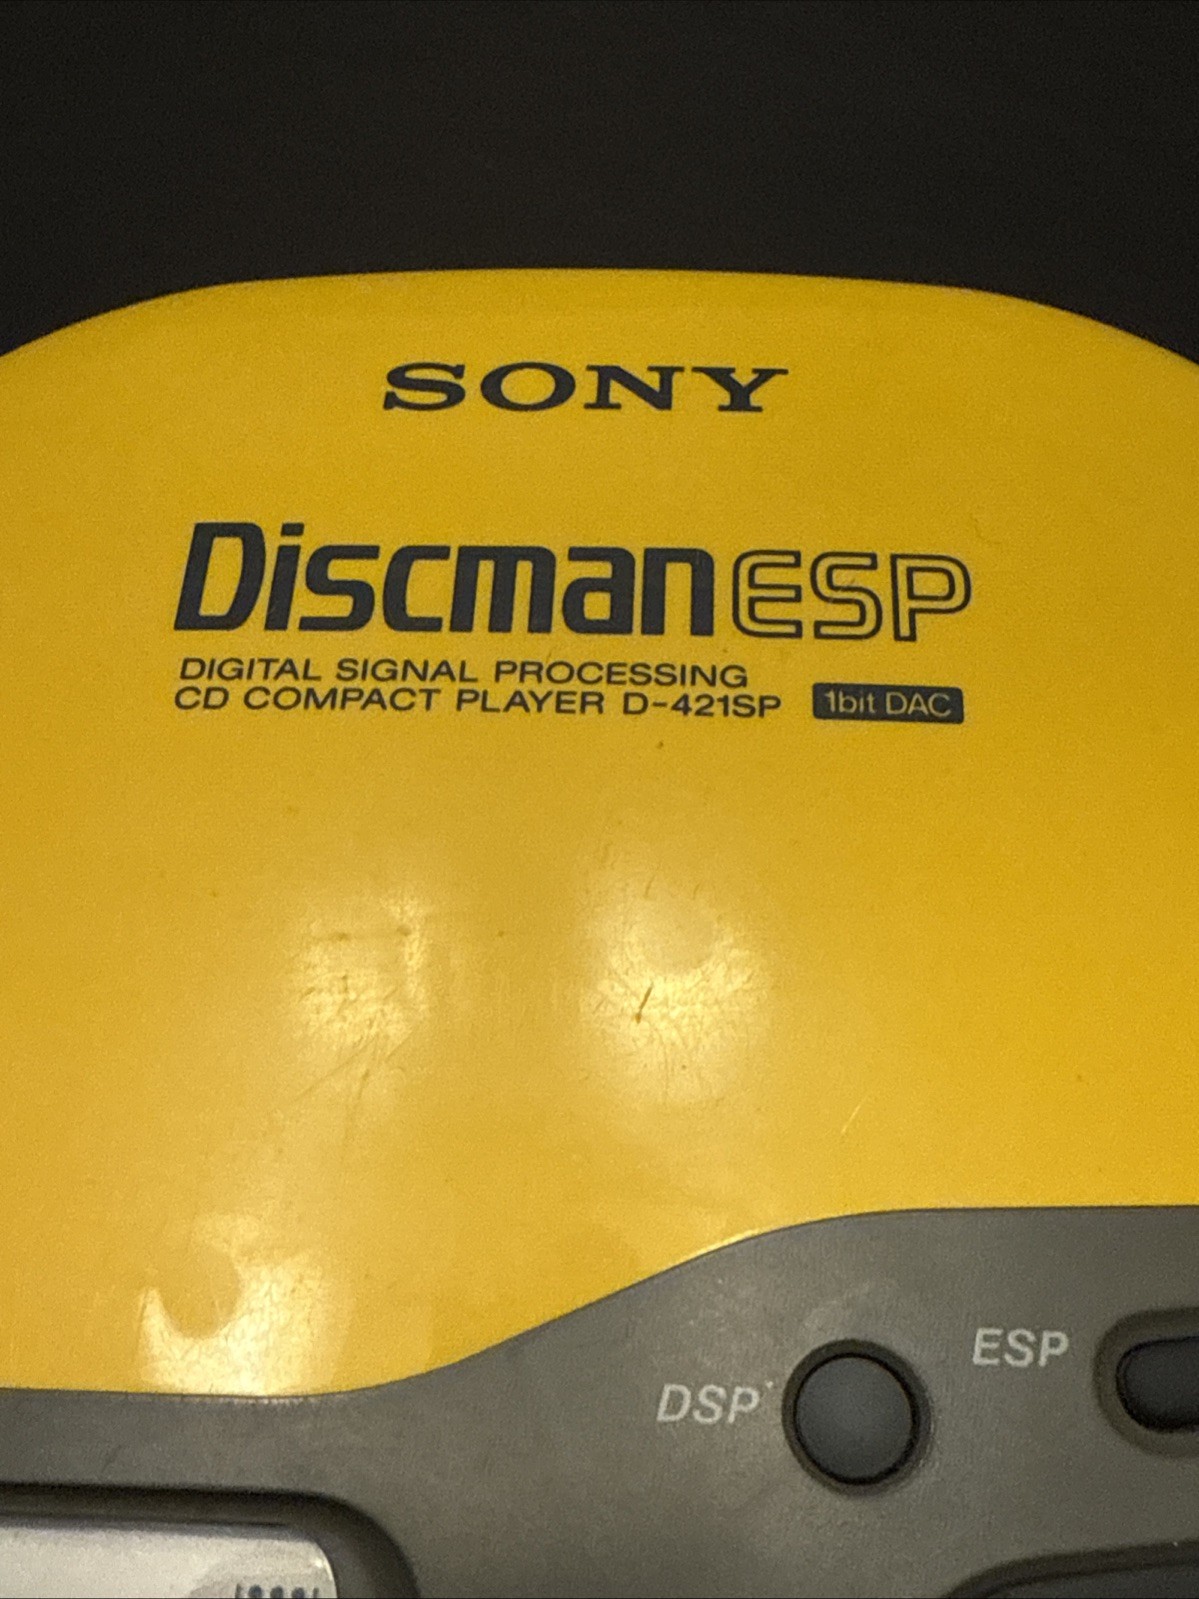 SONY
Discman ESP
DIGITAL SIGNAL PROCESSING
CD COMPACT PLAYER D-421SP 1bit DAC
ESP
DSP